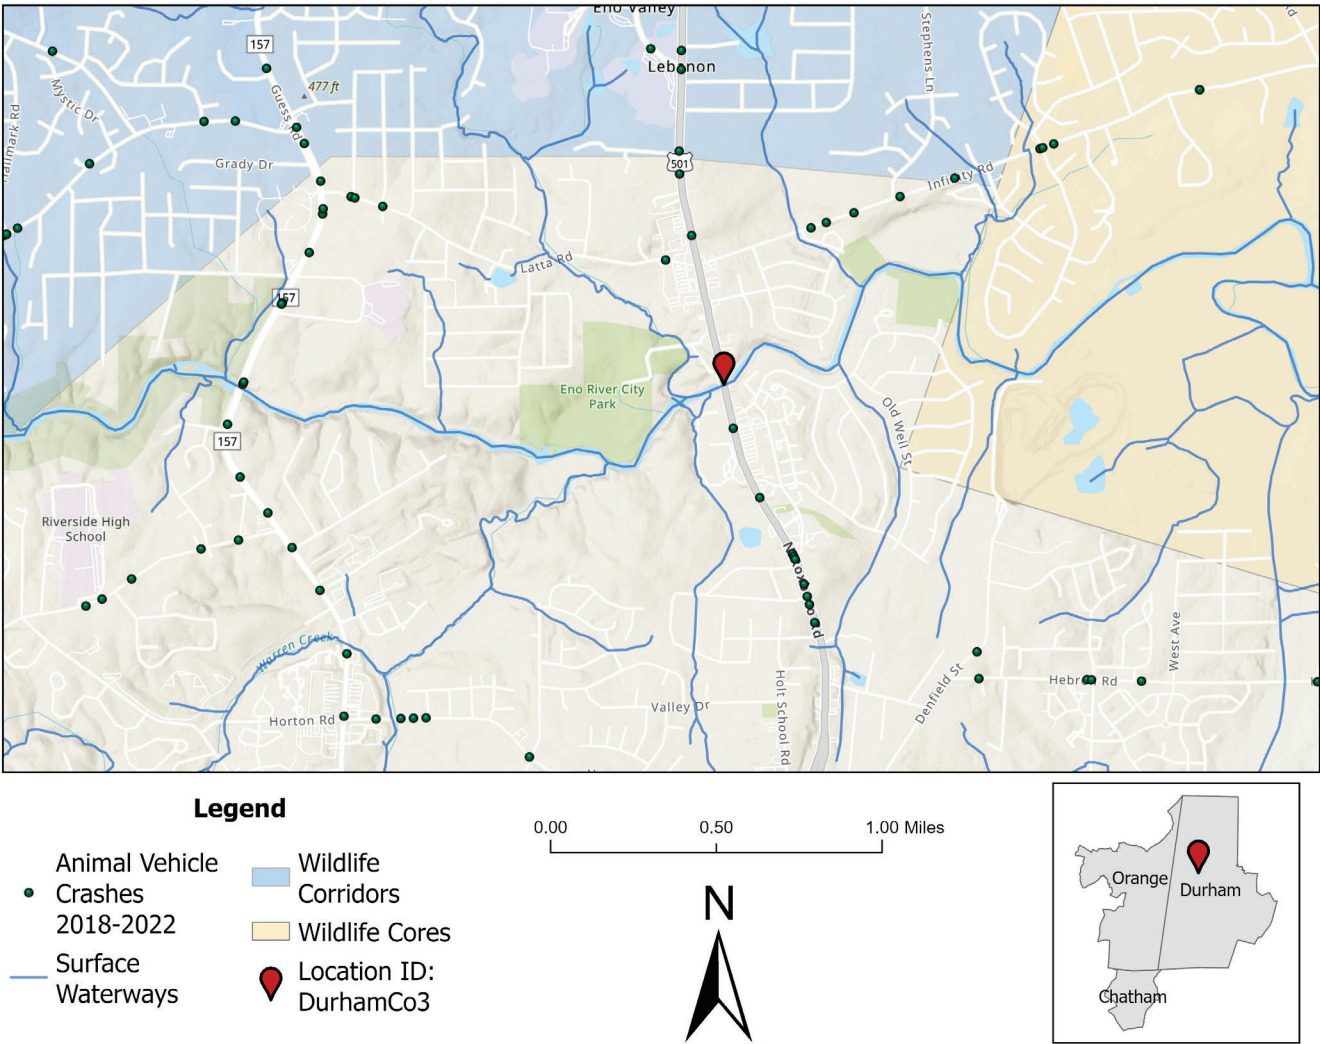 Eno Valley
Rd
157
Lebanon
Stephens Ln
477 ft
Mystic Dr
Guess Rd
Hallmark Rd
Grady Dr
501
Infinity Rd
Latta Rd
157
Eno River City
Park
Old Well St
157
Riverside High
School
N Roxboro Rd
Warren Creek
West Ave
Hebron Rd
Denfield St
Holt School Rd
Valley Dr
Horton Rd
Legend
Animal Vehicle
Crashes
2018-2022
Surface
Waterways
Wildlife
Corridors
Wildlife Cores
Location ID:
DurhamCo3
0.00 0.50 1.00 Miles
N
Orange
Durham
Chatham